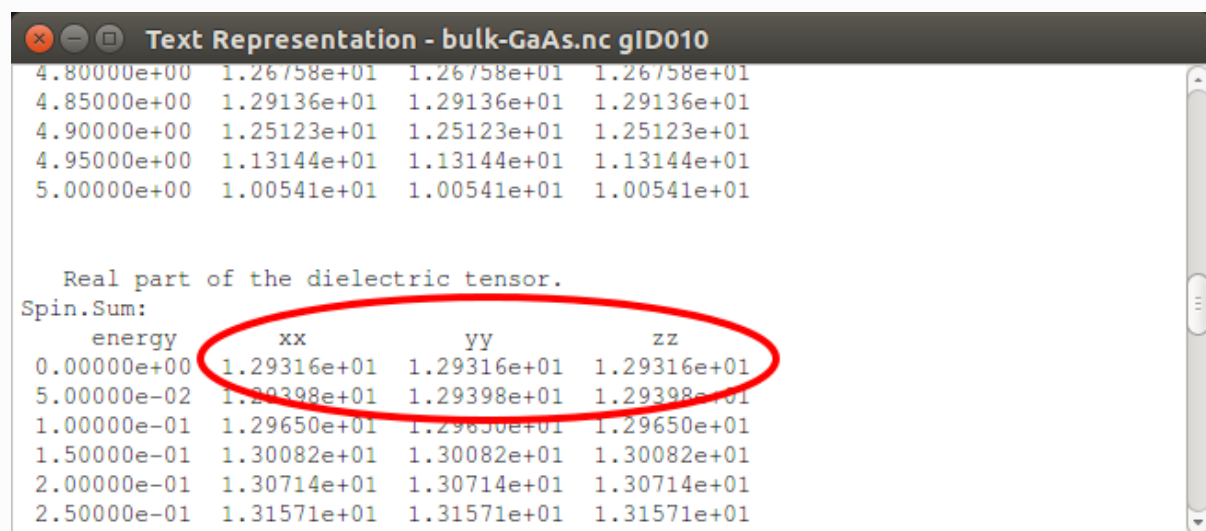 Text Representation - bulk-GaAs.nc gID010
4.80000e+00 1.26758e+01 1.26758e+01 1.26758e+01
4.85000e+00 1.29136e+01 1.29136e+01 1.29136e+01
4.90000e+00 1.25123e+01 1.25123e+01 1.25123e+01
4.95000e+00 1.13144e+01 1.13144e+01 1.13144e+01
5.00000e+00 1.00541e+01 1.00541e+01 1.00541e+01
Real part of the dielectric tensor.
Spin.Sum:
energy xx yy zz
0.00000e+00 1.29316e+01 1.29316e+01 1.29316e+01
5.00000e-02 1.29398e+01 1.29398e+01 1.29398e+01
1.00000e-01 1.29650e+01 1.29650e+01 1.29650e+01
1.50000e-01 1.30082e+01 1.30082e+01 1.30082e+01
2.00000e-01 1.30714e+01 1.30714e+01 1.30714e+01
2.50000e-01 1.31571e+01 1.31571e+01 1.31571e+01